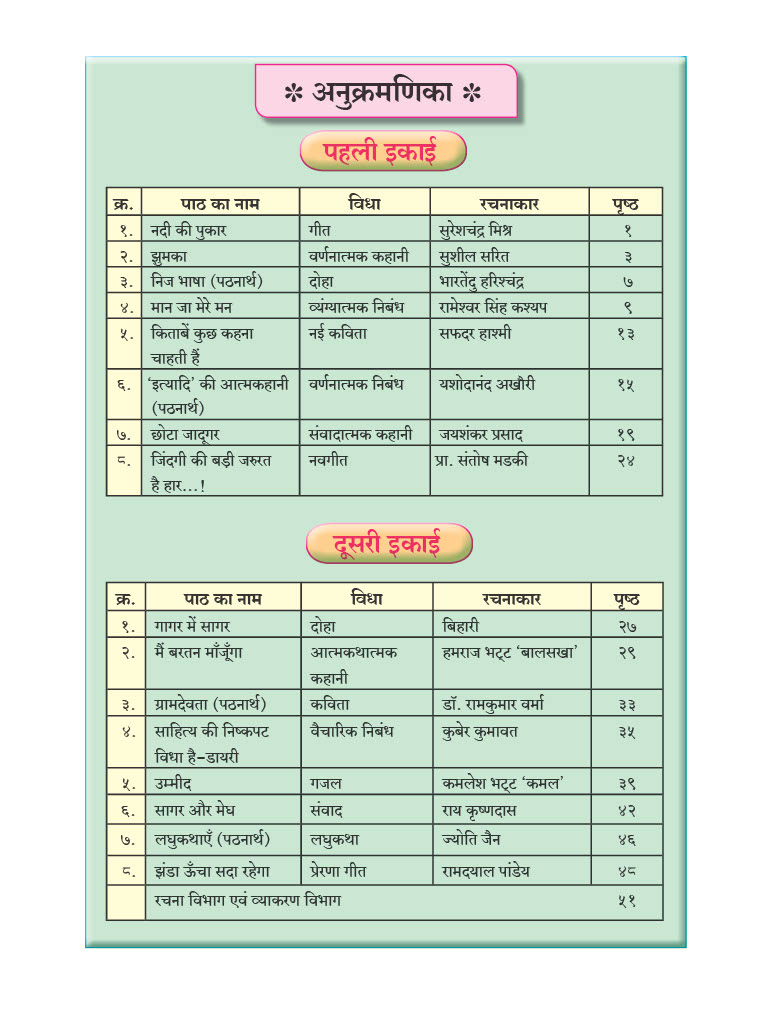 ✽ अनुक्रमणिका ✽
पहली इकाई
क्र. पाठ का नाम विधा रचनाकार पृष्ठ
१. नदी की पुकार गीत सुरेशचंद्र मिश्र १
२. झुमका वर्णनात्मक कहानी सुशील सरित ३
३. निज भाषा (पठनार्थ) दोहा भारतेंदु हरिश्चंद्र ७
४. मान जा मेरे मन व्यंग्यात्मक निबंध रामेश्वर सिंह कश्यप ९
५. किताबें कुछ कहना नई कविता सफदर हाश्मी १३
चाहती हैं
६. ‘इत्यादि’ की आत्मकहानी वर्णनात्मक निबंध यशोदानंद अखौरी १५
(पठनार्थ)
७. छोटा जादूगर संवादात्मक कहानी जयशंकर प्रसाद १९
८. जिंदगी की बड़ी जरुरत नवगीत प्रा. संतोष मडकी २४
है हार...!
दूसरी इकाई
क्र. पाठ का नाम विधा रचनाकार पृष्ठ
१. गागर में सागर दोहा बिहारी २७
२. मैं बरतन माँजूँगा आत्मकथात्मक हमराज भट्ट ‘बालसखा’ २९
कहानी
३. ग्रामदेवता (पठनार्थ) कविता डॉ. रामकुमार वर्मा ३३
४. साहित्य की निष्कपट वैचारिक निबंध कुबेर कुमावत ३५
विधा है–डायरी
५. उम्मीद गजल कमलेश भट्ट ‘कमल’ ३९
६. सागर और मेघ संवाद राय कृष्णदास ४२
७. लघुकथाएँ (पठनार्थ) लघुकथा ज्योति जैन ४६
८. झंडा ऊँचा सदा रहेगा प्रेरणा गीत रामदयाल पांडेय ४८
रचना विभाग एवं व्याकरण विभाग ५१